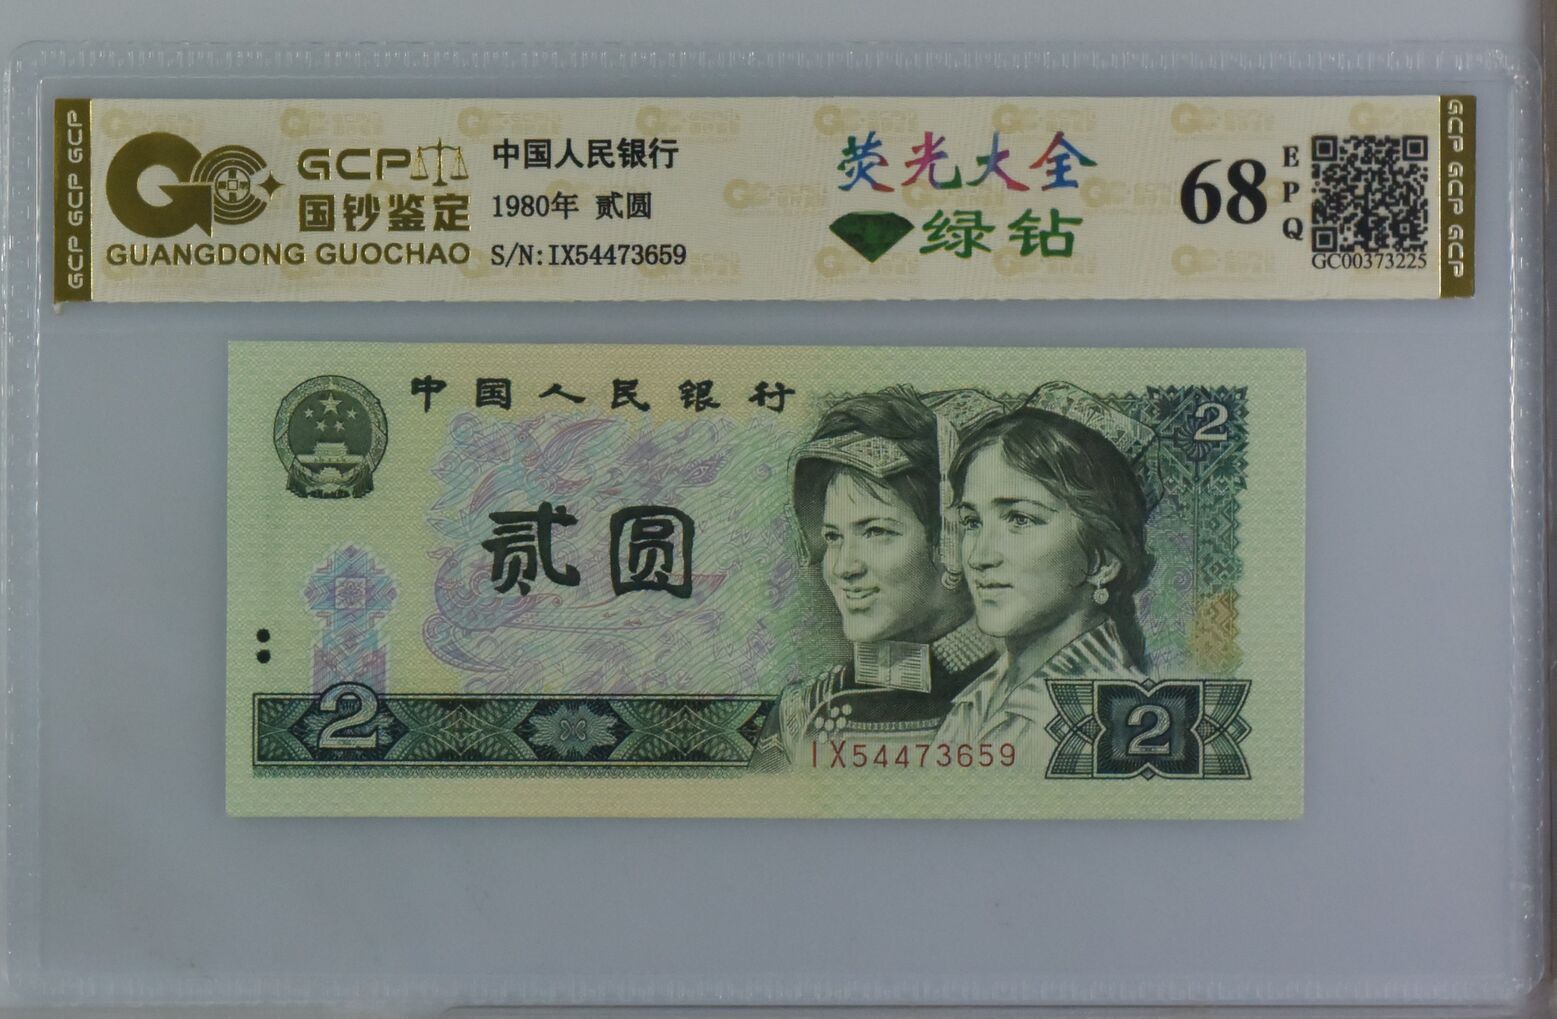 GCP GCP GCP
GCP
国钞鉴定
GUANGDONG GUOCHAO
中国人民银行
1980年 贰圆
S/N:IX54473659
荧光大全
绿钻
68
EPQ
GC00373225
GCP GCP GCP
中国人民银行
2
贰圆
2
IX54473659
2